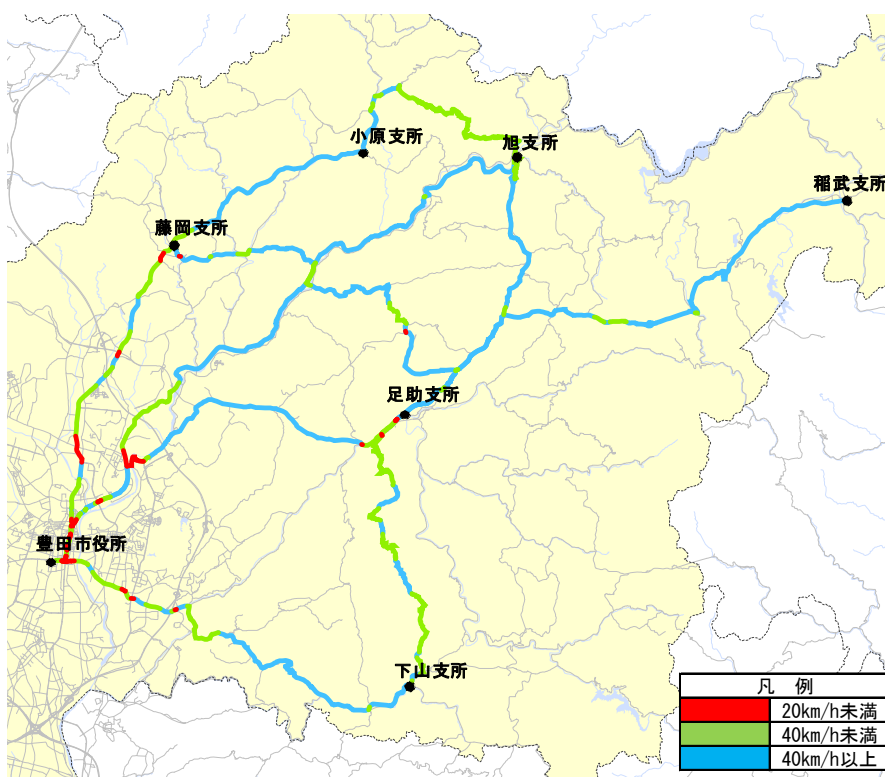 小原支所
旭支所
稲武支所
藤岡支所
足助支所
豊田市役所
下山支所
凡 例
20km/h未満
40km/h未満
40km/h以上